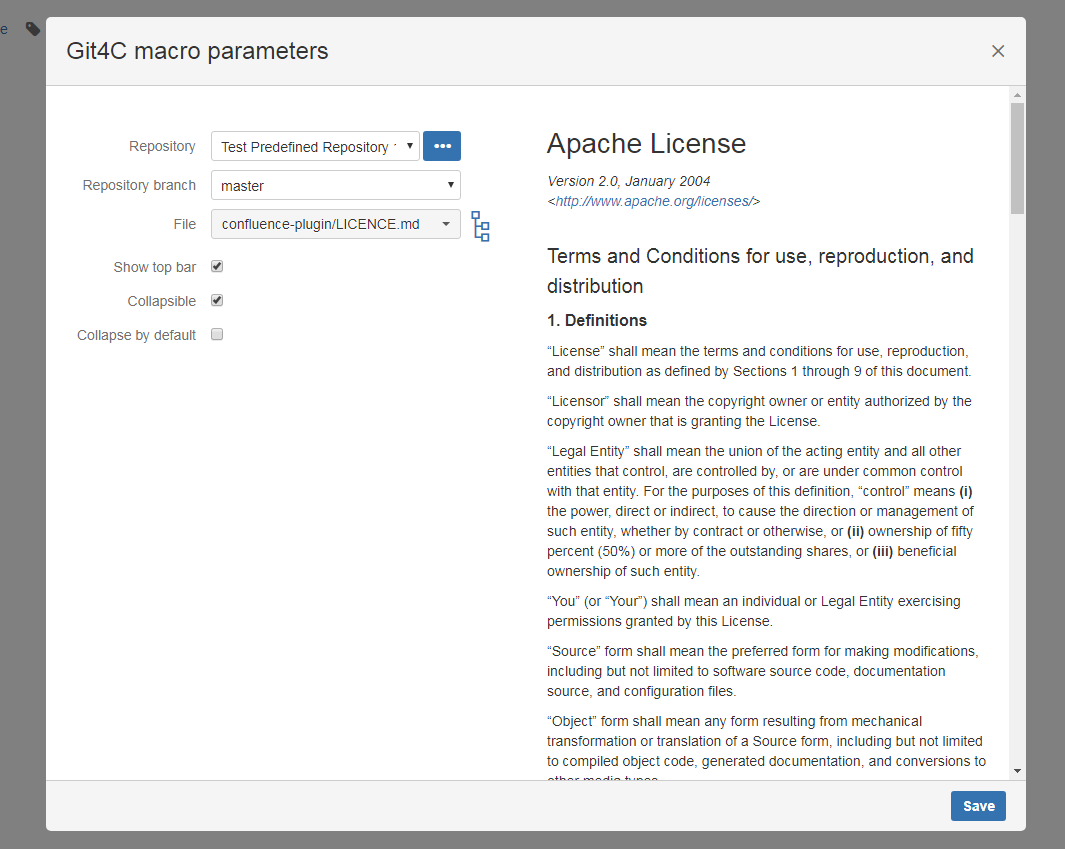 e
Git4C macro parameters
Repository
Test Predefined Repository
Repository branch
master
File
confluence-plugin/LICENCE.md
Show top bar
Collapsible
Collapse by default
Apache License
Version 2.0, January 2004
<http://www.apache.org/licenses/>
Terms and Conditions for use, reproduction, and
distribution
1. Definitions
“License” shall mean the terms and conditions for use, reproduction,
and distribution as defined by Sections 1 through 9 of this document.
“Licensor” shall mean the copyright owner or entity authorized by the
copyright owner that is granting the License.
“Legal Entity” shall mean the union of the acting entity and all other
entities that control, are controlled by, or are under common control
with that entity. For the purposes of this definition, “control” means (i)
the power, direct or indirect, to cause the direction or management of
such entity, whether by contract or otherwise, or (ii) ownership of fifty
percent (50%) or more of the outstanding shares, or (iii) beneficial
ownership of such entity.
“You” (or “Your”) shall mean an individual or Legal Entity exercising
permissions granted by this License.
“Source” form shall mean the preferred form for making modifications,
including but not limited to software source code, documentation
source, and configuration files.
“Object” form shall mean any form resulting from mechanical
transformation or translation of a Source form, including but not limited
to compiled object code, generated documentation, and conversions to
other media types.
Save